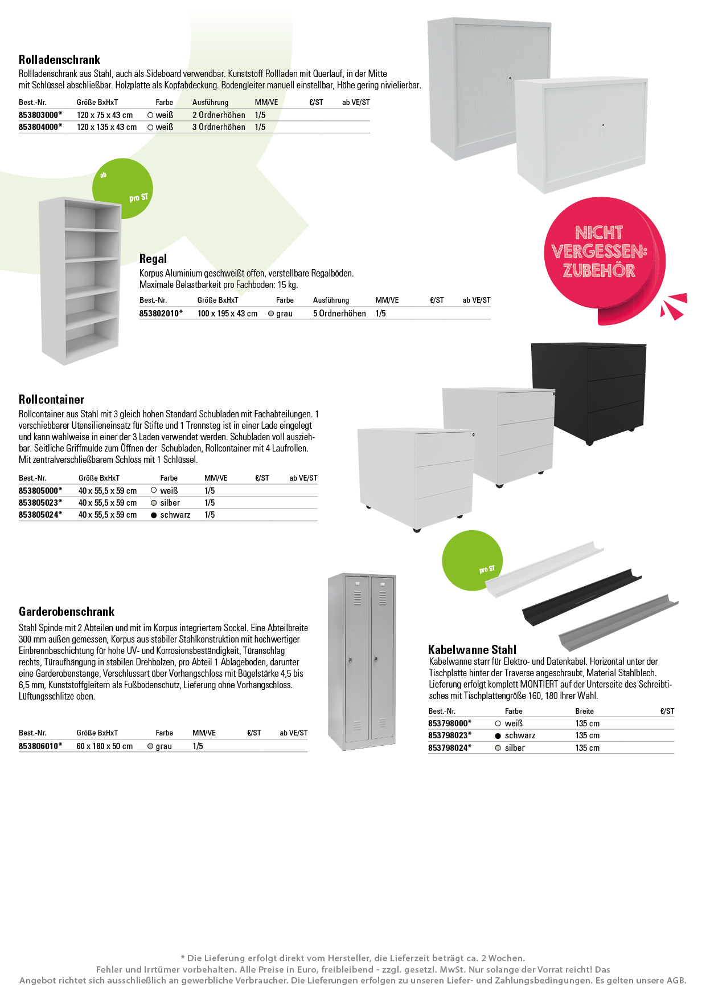 Rolladenschrank
Rollladenschrank aus Stahl, auch als Sideboard verwendbar. Kunststoff Rollladen mit Querlauf, in der Mitte
mit Schlüssel abschließbar. Holzplatte als Kopfabdeckung. Bodengleiter manuell einstellbar, Höhe gering nivielierbar.
Best.-Nr. Größe BxHxT Farbe Ausführung MM/VE €/ST ab VE/ST
853803000* 120 x 75 x 43 cm weiß 2 Ordnerhöhen 1/5
853804000* 120 x 135 x 43 cm weiß 3 Ordnerhöhen 1/5
ab
pro ST
NICHT
VERGESSEN:
ZUBEHÖR
Regal
Korpus Aluminium geschweißt offen, verstellbare Regalböden.
Maximale Belastbarkeit pro Fachboden: 15 kg.
Best.-Nr. Größe BxHxT Farbe Ausführung MM/VE €/ST ab VE/ST
853802010* 100 x 195 x 43 cm grau 5 Ordnerhöhen 1/5
Rollcontainer
Rollcontainer aus Stahl mit 3 gleich hohen Standard Schubladen mit Fachabteilungen. 1
verschiebbarer Utensilieneinsatz für Stifte und 1 Trennsteg ist in einer Lade eingelegt
und kann wahlweise in einer der 3 Laden verwendet werden. Schubladen voll auszieh-
bar. Seitliche Griffmulde zum Öffnen der Schubladen, Rollcontainer mit 4 Laufrollen.
Mit zentralverschließbarem Schloss mit 1 Schlüssel.
Best.-Nr. Größe BxHxT Farbe MM/VE €/ST ab VE/ST
853805000* 40 x 55,5 x 59 cm weiß 1/5
853805023* 40 x 55,5 x 59 cm silber 1/5
853805024* 40 x 55,5 x 59 cm schwarz 1/5
pro ST
Garderobenschrank
Stahl Spinde mit 2 Abteilen und mit im Korpus integriertem Sockel. Eine Abteilbreite
300 mm außen gemessen, Korpus aus stabiler Stahlkonstruktion mit hochwertiger
Einbrennbeschichtung für hohe UV- und Korrosionsbeständigkeit, Türanschlag
rechts, Türaufhängung in stabilen Drehbolzen, pro Abteil 1 Ablageboden, darunter
eine Garderobenstange, Verschlussart über Vorhangschloss mit Bügelstärke 4,5 bis
6,5 mm, Kunststoffgleitern als Fußbodenschutz, Lieferung ohne Vorhangschloss.
Lüftungsschlitze oben.
Best.-Nr. Größe BxHxT Farbe MM/VE €/ST ab VE/ST
853806010* 60 x 180 x 50 cm grau 1/5
Kabelwanne Stahl
Kabelwanne starr für Elektro- und Datenkabel. Horizontal unter der
Tischplatte hinter der Traverse angeschraubt, Material Stahlblech.
Lieferung erfolgt komplett MONTIERT auf der Unterseite des Schreibti-
sches mit Tischplattengröße 160, 180 Ihrer Wahl.
Best.-Nr. Farbe Breite €/ST
853798000* weiß 135 cm
853798023* schwarz 135 cm
853798024* silber 135 cm
* Die Lieferung erfolgt direkt vom Hersteller, die Lieferzeit beträgt ca. 2 Wochen.
Fehler und Irrtümer vorbehalten. Alle Preise in Euro, freibleibend - zzgl. gesetzl. MwSt. Nur solange der Vorrat reicht! Das
Angebot richtet sich ausschließlich an gewerbliche Verbraucher. Die Lieferungen erfolgen zu unseren Liefer- und Zahlungsbedingungen. Es gelten unsere AGB.